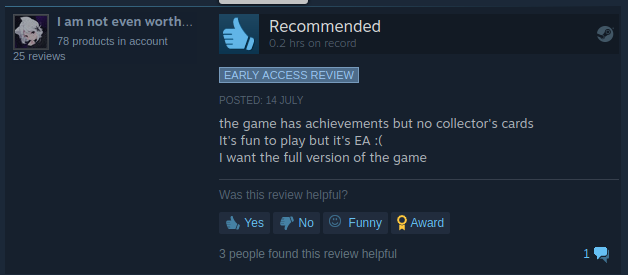 I am not even worth...
78 products in account
25 reviews
Recommended
0.2 hrs on record
EARLY ACCESS REVIEW
POSTED: 14 JULY
the game has achievements but no collector's cards
It's fun to play but it's EA :(
I want the full version of the game
Was this review helpful?
Yes No Funny Award
3 people found this review helpful
1